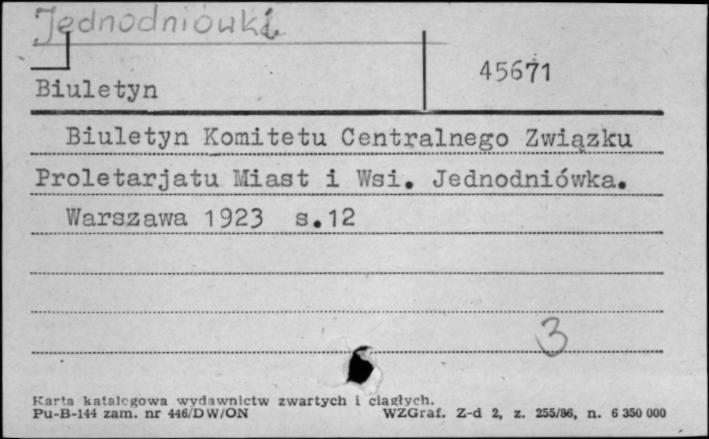 Jednodniówki
45671
Biuletyn
Biuletyn Komitetu Centralnego Związku
Proletarjatu Miast i Wsi. Jednodniówka.
Warszawa 1923 s.12
3
Karta katalogowa wydawnictw zwartych i ciągłych.
Pu-B-144 zam. nr 446/DW/ON WZGraf. Z-d 2, z. 255/86, n. 6 350 000